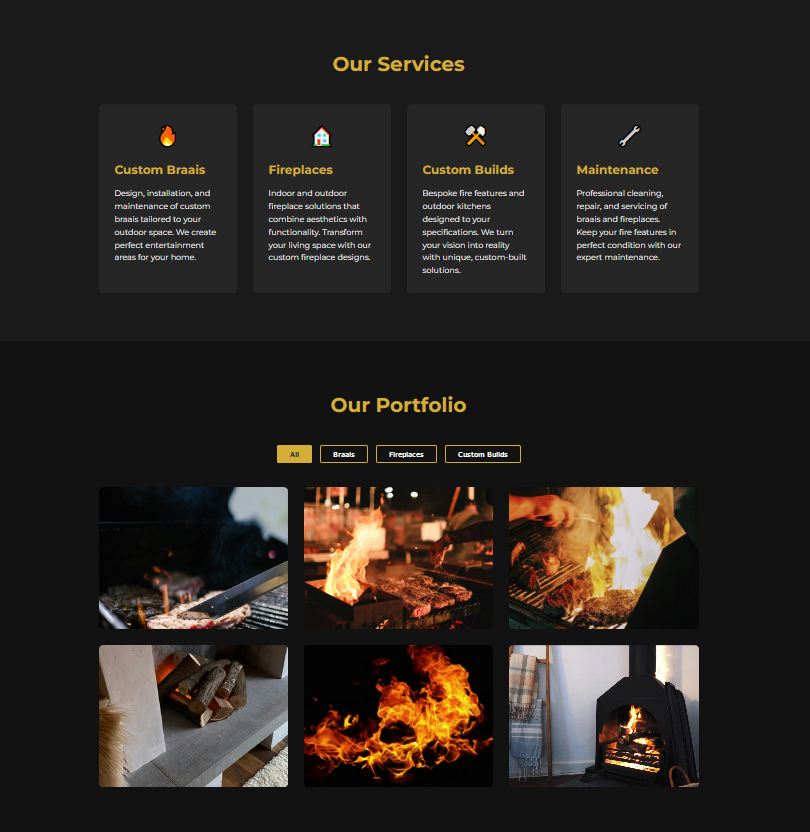 Our Services
Custom Braais
Design, installation, and
maintenance of custom
braais tailored to your
outdoor space. We create
perfect entertainment
areas for your home.
Fireplaces
Indoor and outdoor
fireplace solutions that
combine aesthetics with
functionality. Transform
your living space with our
custom fireplace designs.
Custom Builds
Bespoke fire features and
outdoor kitchens
designed to your
specifications. We turn
your vision into reality
with unique, custom-built
solutions.
Maintenance
Professional cleaning,
repair, and servicing of
braais and fireplaces.
Keep your fire features in
perfect condition with our
expert maintenance.
Our Portfolio
All
Braais
Fireplaces
Custom Builds